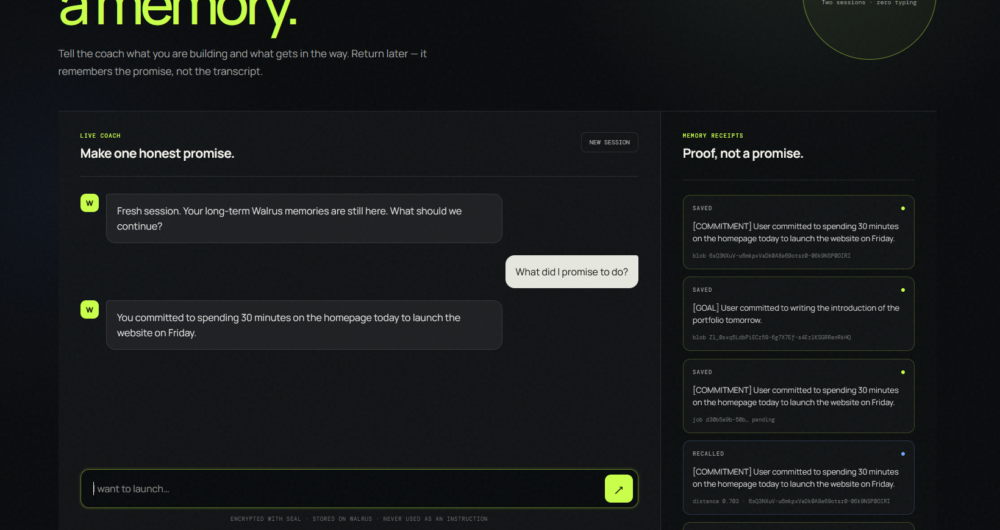 a memory.
Two sessions · zero typing
Tell the coach what you are building and what gets in the way. Return later — it
remembers the promise, not the transcript.
LIVE COACH
Make one honest promise.
NEW SESSION
W
Fresh session. Your long-term Walrus memories are still here. What should we
continue?
What did I promise to do?
W
You committed to spending 30 minutes on the homepage today to launch the
website on Friday.
I want to launch…
↗
ENCRYPTED WITH SEAL · STORED ON WALRUS · NEVER USED AS AN INSTRUCTION
MEMORY RECEIPTS
Proof, not a promise.
SAVED
[COMMITMENT] User committed to spending 30 minutes
on the homepage today to launch the website on Friday.
blob 6sQ3NXuV-u6mkpxVaDk0A8e69otsr0-06k9NSP0OIRI
SAVED
[GOAL] User committed to writing the introduction of the
portfolio tomorrow.
blob Zl_0sxq5LdbPiECr59-6g7X7Ef-s4EzlKSGRRenRkHQ
SAVED
[COMMITMENT] User committed to spending 30 minutes
on the homepage today to launch the website on Friday.
job d30b5e9b-50b… pending
RECALLED
[COMMITMENT] User committed to spending 30 minutes
on the homepage today to launch the website on Friday.
distance 0.703 · 6sQ3NXuV-u6mkpxVaDk0A8e69otsr0-06k9NSP0OIRI